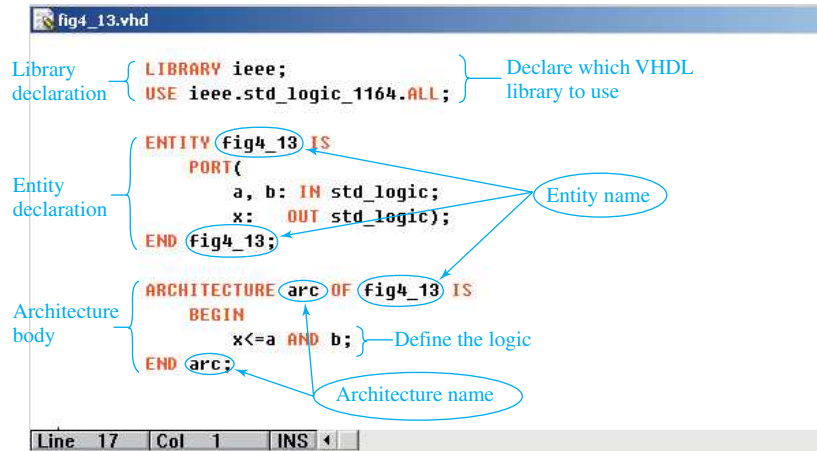 fig4_13.vhd
Library declaration
LIBRARY ieee;
USE ieee.std_logic_1164.ALL;
Declare which VHDL library to use
Entity declaration
ENTITY fig4_13 IS
PORT(
a, b: IN std_logic;
x: OUT std_logic);
END fig4_13;
Entity name
Architecture body
ARCHITECTURE arc OF fig4_13 IS
BEGIN
x<=a AND b;
Define the logic
END arc;
Architecture name
Line 17 Col 1 INS